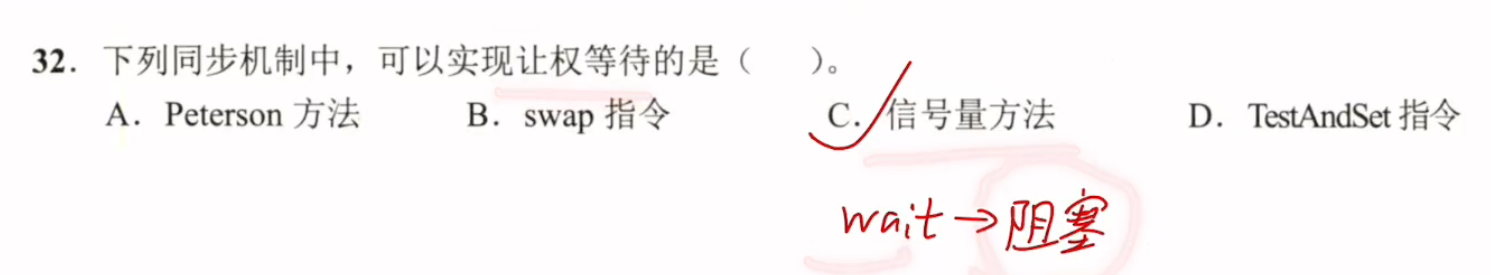 32. 下列同步机制中，可以实现让权等待的是（　　）。
A. Peterson 方法　　B. swap 指令　　C. 信号量方法　　D. TestAndSet 指令
wait→阻塞